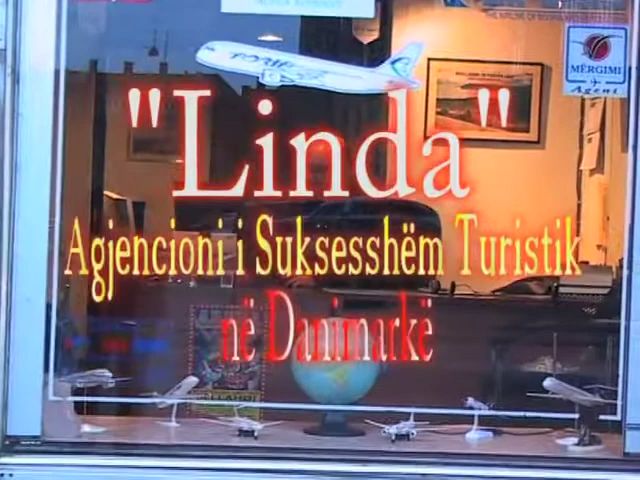 "Linda"
Agjencioni i Suksesshëm Turistik
në Danimarkë
MËRGIMI
Agent